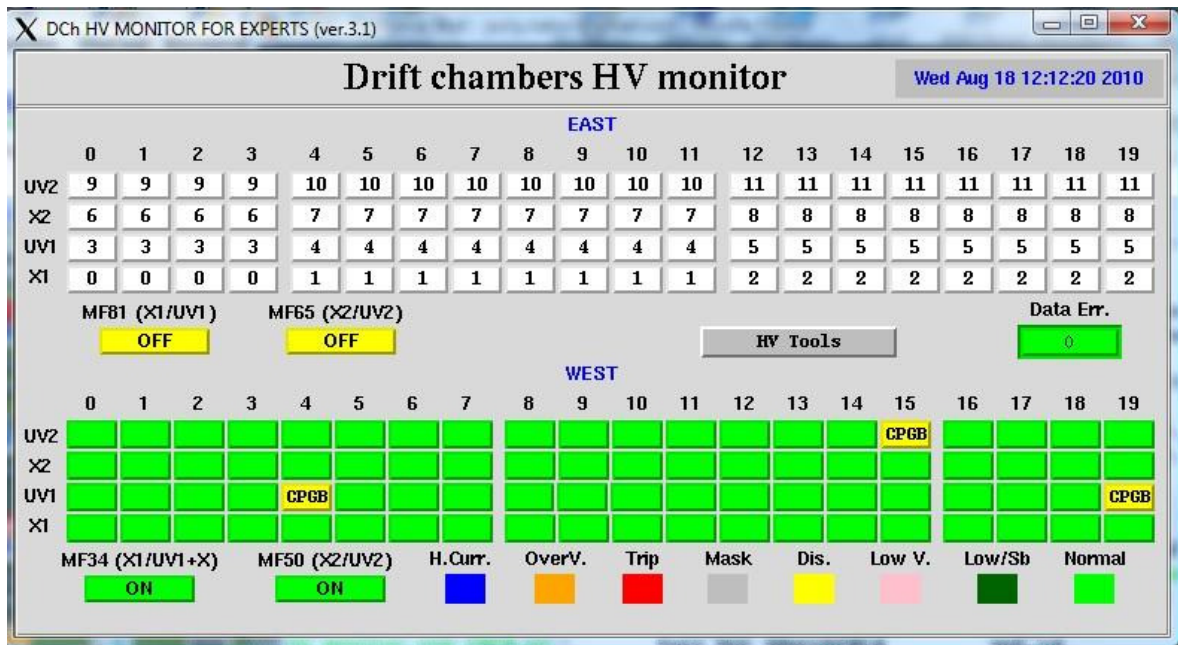 DCh HV MONITOR FOR EXPERTS (ver.3.1)
Drift chambers HV monitor Wed Aug 18 12:12:20 2010
EAST
0 1 2 3 4 5 6 7 8 9 10 11 12 13 14 15 16 17 18 19
UV2 9 9 9 9 10 10 10 10 10 10 10 10 11 11 11 11 11 11 11 11
X2 6 6 6 6 7 7 7 7 7 7 7 7 8 8 8 8 8 8 8 8
UV1 3 3 3 3 4 4 4 4 4 4 4 4 5 5 5 5 5 5 5 5
X1 0 0 0 0 1 1 1 1 1 1 1 1 2 2 2 2 2 2 2 2
MF81 (X1/UV1) MF65 (X2/UV2) Data Err.
OFF OFF HV Tools 0
WEST
0 1 2 3 4 5 6 7 8 9 10 11 12 13 14 15 16 17 18 19
UV2 CPGB
X2
UV1 CPGB CPGB
X1
MF34 (X1/UV1+X) MF50 (X2/UV2) H.Curr. OverV. Trip Mask Dis. Low V. Low/Sb Normal
ON ON